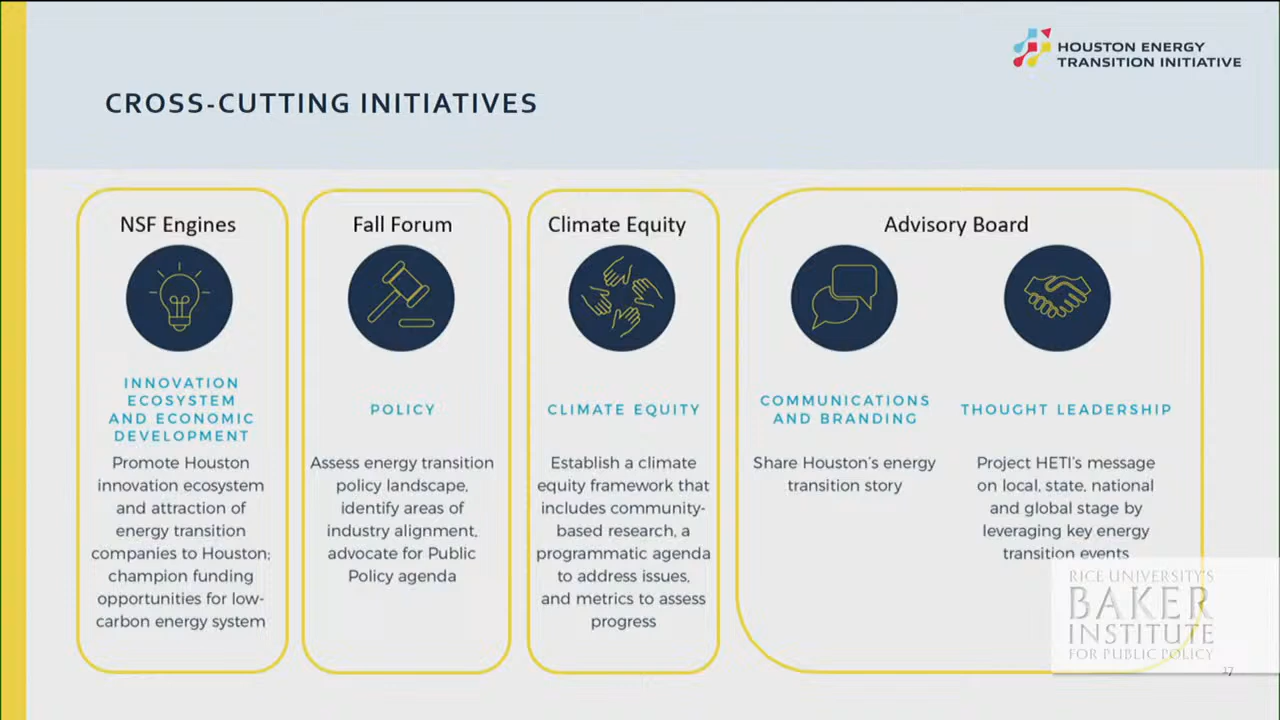 HOUSTON ENERGY
TRANSITION INITIATIVE
CROSS-CUTTING INITIATIVES
NSF Engines
INNOVATION
ECOSYSTEM
AND ECONOMIC
DEVELOPMENT
Promote Houston
innovation ecosystem
and attraction of
energy transition
companies to Houston;
champion funding
opportunities for low-
carbon energy system
Fall Forum
POLICY
Assess energy transition
policy landscape,
identify areas of
industry alignment,
advocate for Public
Policy agenda
Climate Equity
CLIMATE EQUITY
Establish a climate
equity framework that
includes community-
based research, a
programmatic agenda
to address issues,
and metrics to assess
progress
Advisory Board
COMMUNICATIONS
AND BRANDING
Share Houston's energy
transition story
THOUGHT LEADERSHIP
Project HETI's message
on local, state, national
and global stage by
leveraging key energy
transition events
RICE UNIVERSITY'S
BAKER
INSTITUTE
FOR PUBLIC POLICY
17